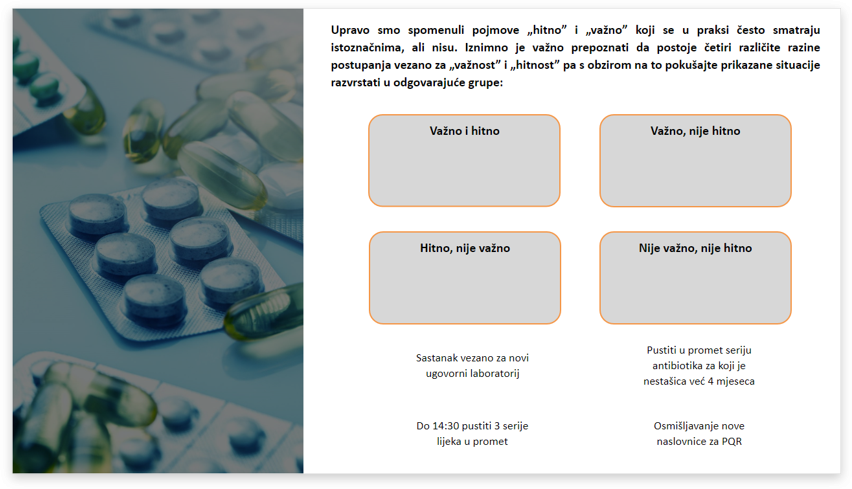 Upravo smo spomenuli pojmove „hitno” i „važno” koji se u praksi često smatraju
istoznačnima, ali nisu. Iznimno je važno prepoznati da postoje četiri različite razine
postupanja vezano za „važnost” i „hitnost” pa s obzirom na to pokušajte prikazane situacije
razvrstati u odgovarajuće grupe:
Važno i hitno
Važno, nije hitno
Hitno, nije važno
Nije važno, nije hitno
Sastanak vezano za novi
ugovorni laboratorij
Pustiti u promet seriju
antibiotika za koji je
nestašica već 4 mjeseca
Do 14:30 pustiti 3 serije
lijeka u promet
Osmišljavanje nove
naslovnice za PQR